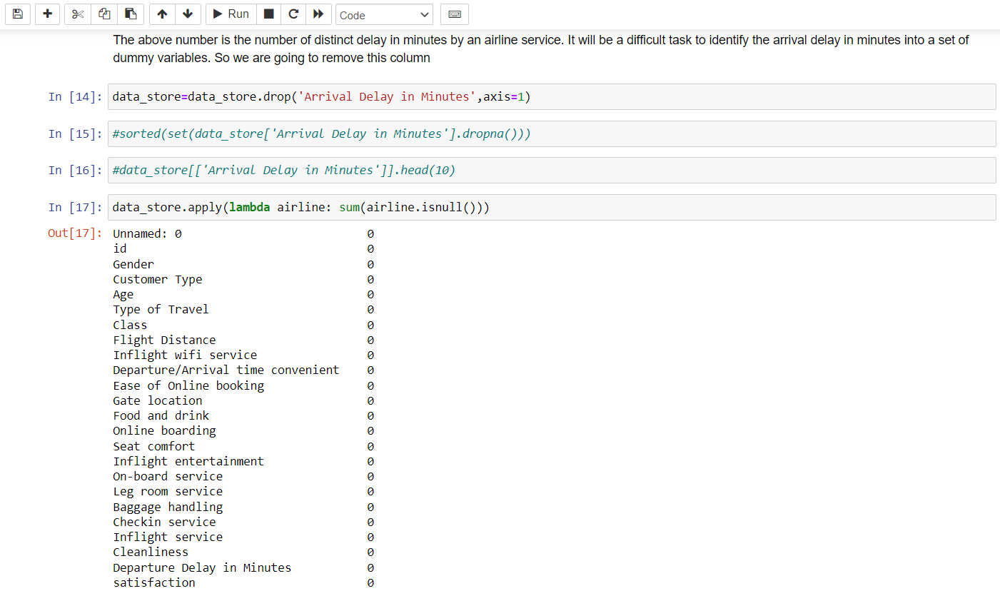 Run Code
The above number is the number of distinct delay in minutes by an airline service. It will be a difficult task to identify the arrival delay in minutes into a set of
dummy variables. So we are going to remove this column
In [14]: data_store=data_store.drop('Arrival Delay in Minutes',axis=1)
In [15]: #sorted(set(data_store['Arrival Delay in Minutes'].dropna()))
In [16]: #data_store[['Arrival Delay in Minutes']].head(10)
In [17]: data_store.apply(lambda airline: sum(airline.isnull()))
Out[17]: Unnamed: 0 0
id 0
Gender 0
Customer Type 0
Age 0
Type of Travel 0
Class 0
Flight Distance 0
Inflight wifi service 0
Departure/Arrival time convenient 0
Ease of Online booking 0
Gate location 0
Food and drink 0
Online boarding 0
Seat comfort 0
Inflight entertainment 0
On-board service 0
Leg room service 0
Baggage handling 0
Checkin service 0
Inflight service 0
Cleanliness 0
Departure Delay in Minutes 0
satisfaction 0